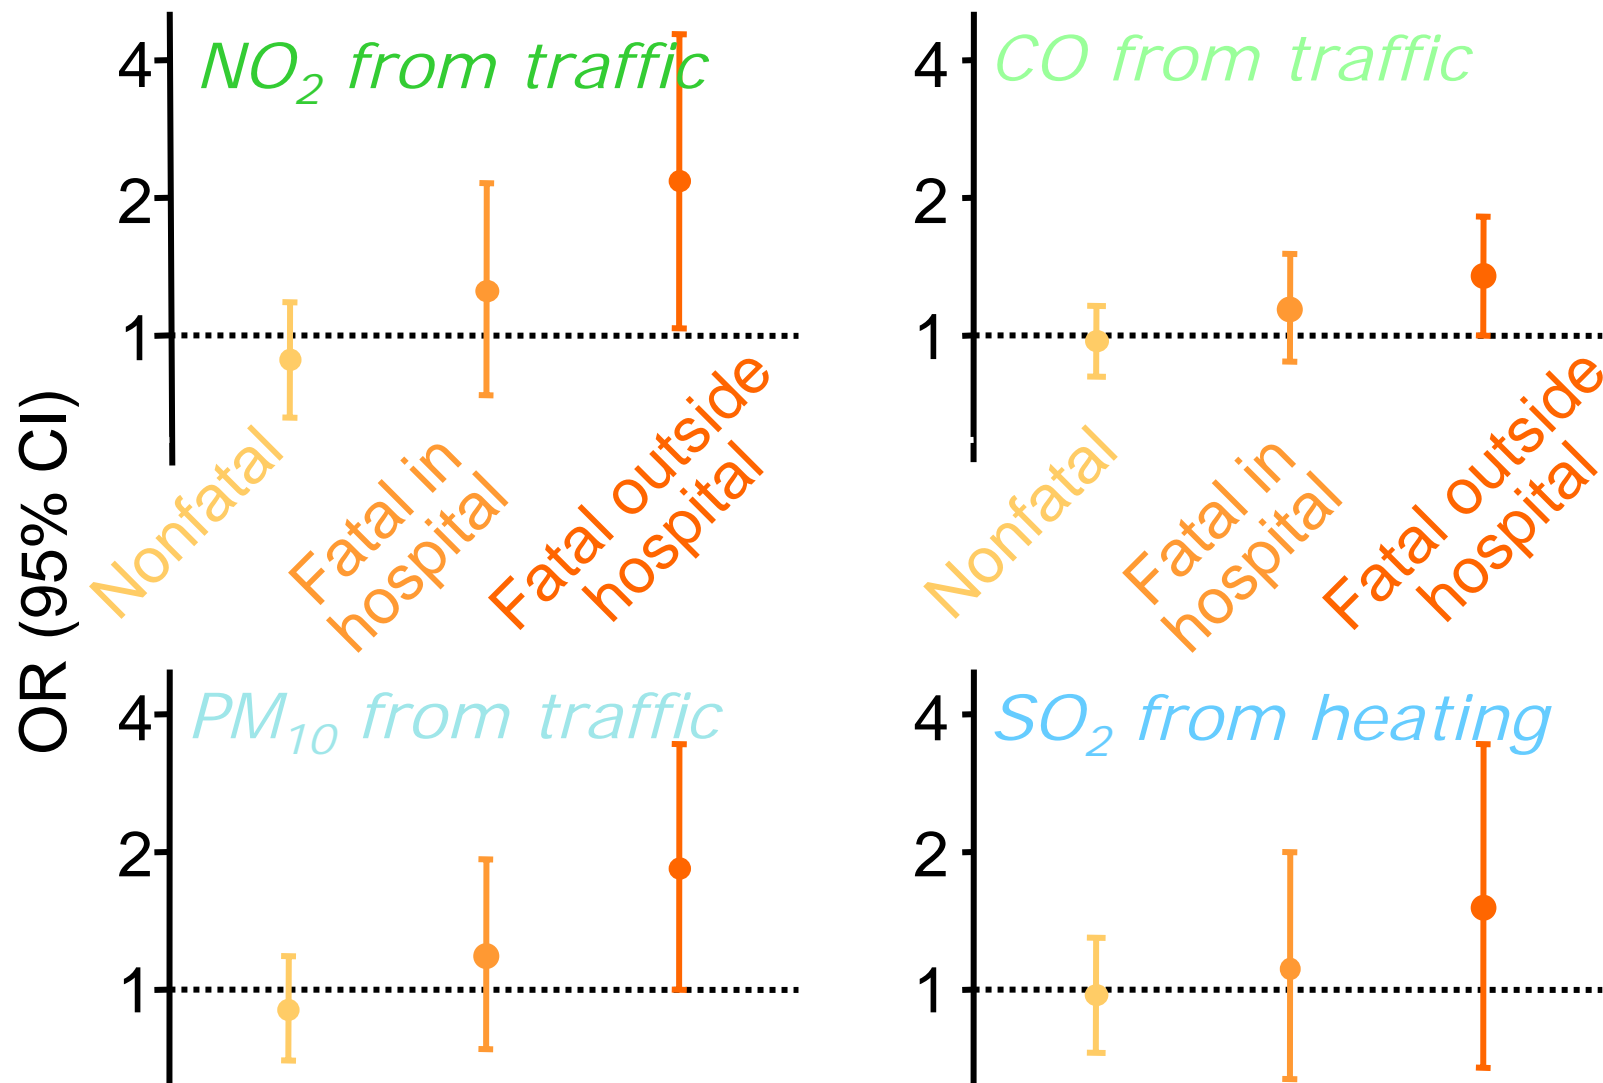 OR (95% CI)
NO₂ from traffic
4
2
1
Nonfatal
Fatal in
hospital
Fatal outside
hospital
CO from traffic
4
2
1
Nonfatal
Fatal in
hospital
Fatal outside
hospital
PM₁₀ from traffic
4
2
1
SO₂ from heating
4
2
1